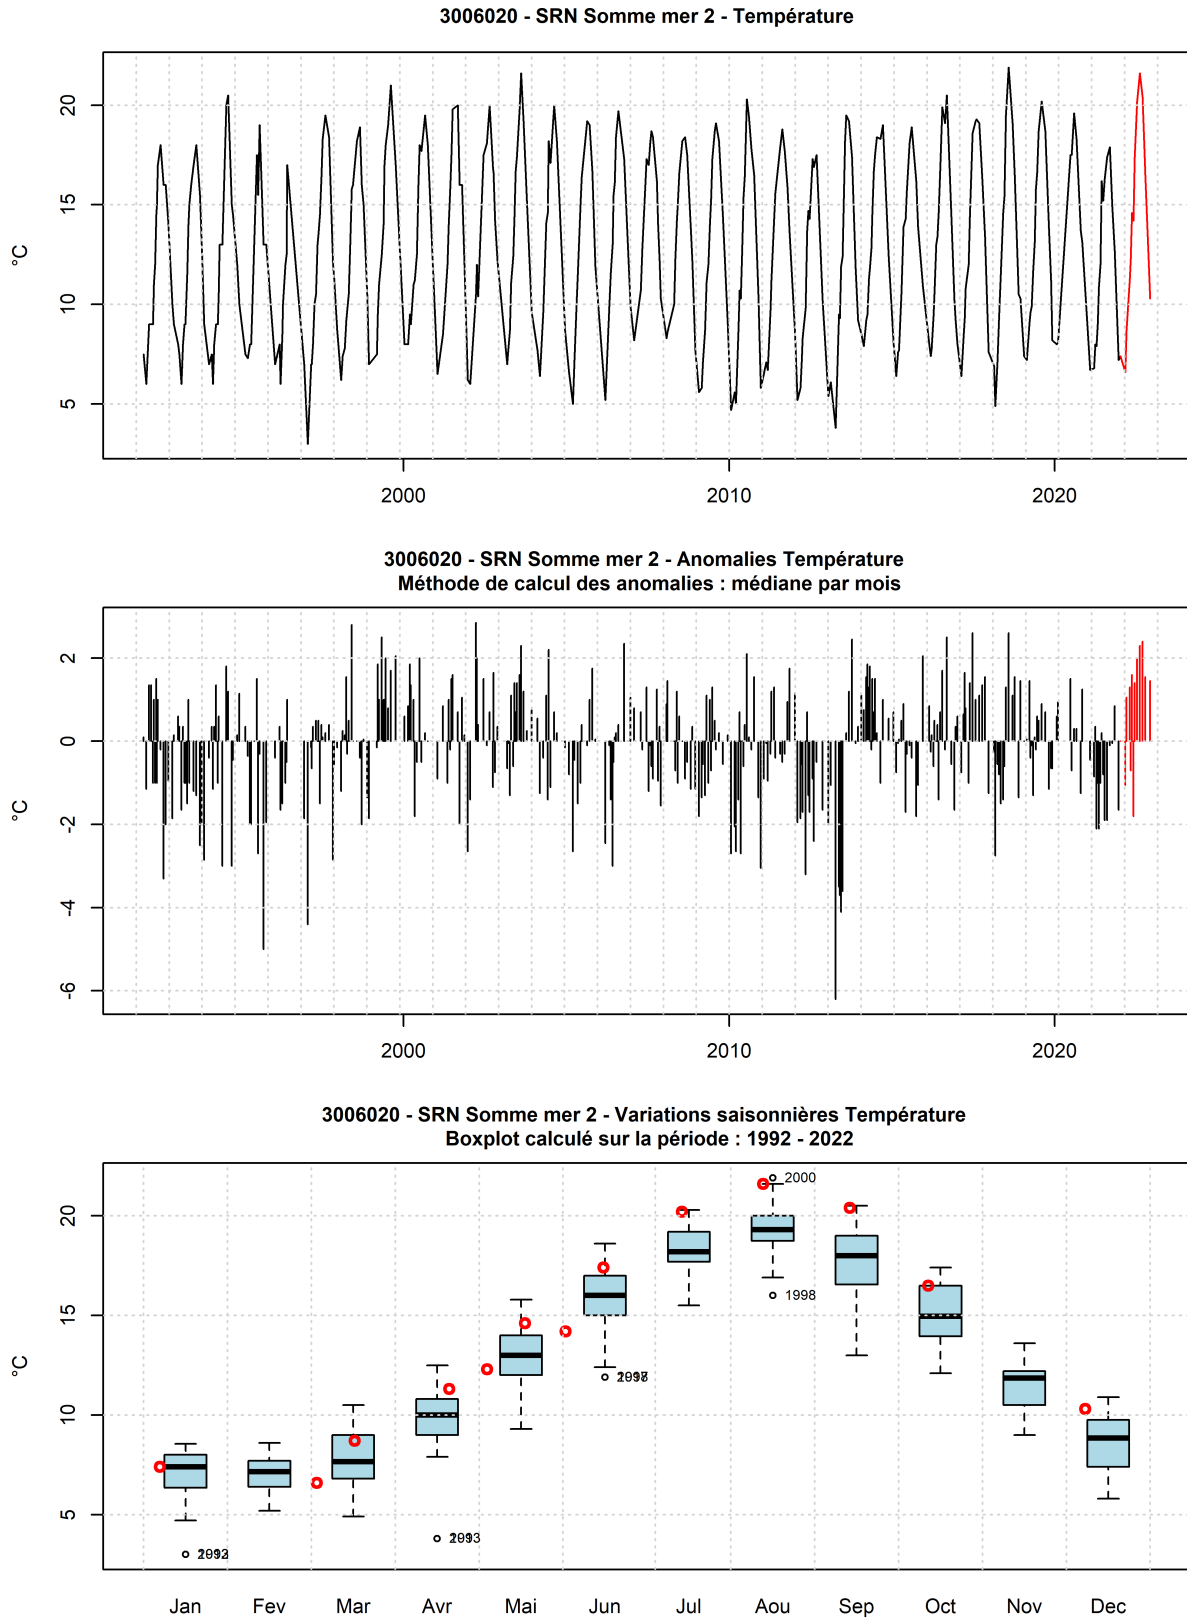 3006020 - SRN Somme mer 2 - Température
°C
20
15
10
5
2000 2010 2020
3006020 - SRN Somme mer 2 - Anomalies Température
Méthode de calcul des anomalies : médiane par mois
°C
2
0
-2
-4
-6
2000 2010 2020
3006020 - SRN Somme mer 2 - Variations saisonnières Température
Boxplot calculé sur la période : 1992 - 2022
°C
20
15
10
5
2000
1998
Jan Fev Mar Avr Mai Jun Jul Aou Sep Oct Nov Dec